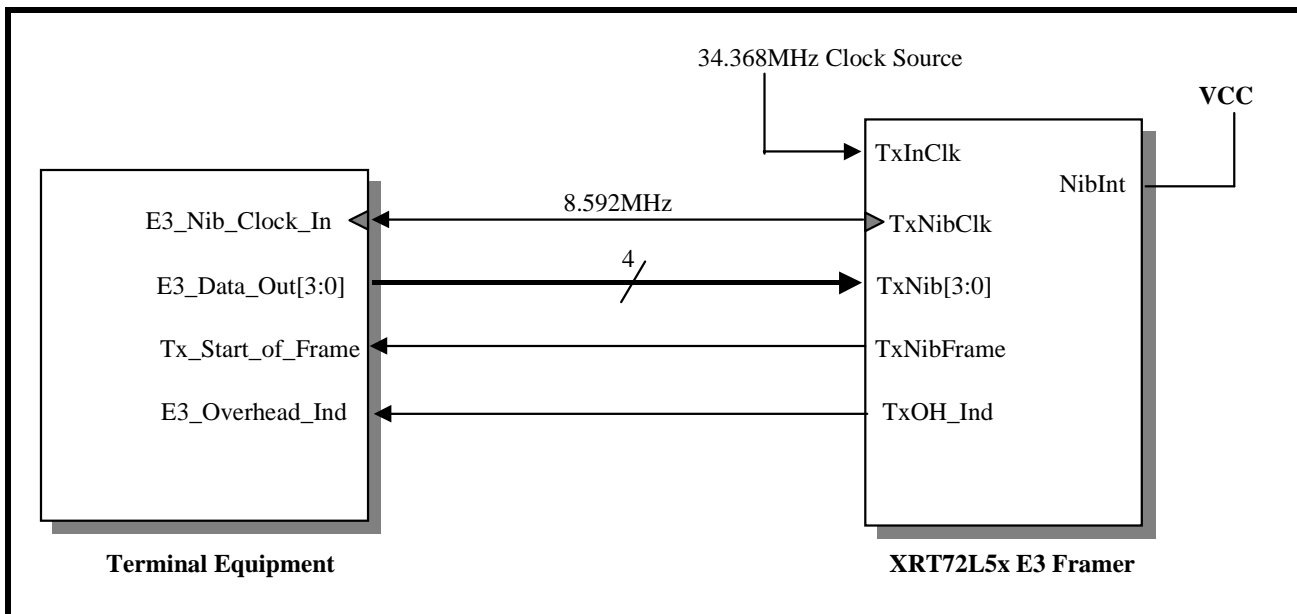 34.368MHz Clock Source
VCC
TxInClk
NibInt
E3_Nib_Clock_In
8.592MHz
TxNibClk
E3_Data_Out[3:0]
4
TxNib[3:0]
Tx_Start_of_Frame
TxNibFrame
E3_Overhead_Ind
TxOH_Ind
Terminal Equipment
XRT72L5x E3 Framer